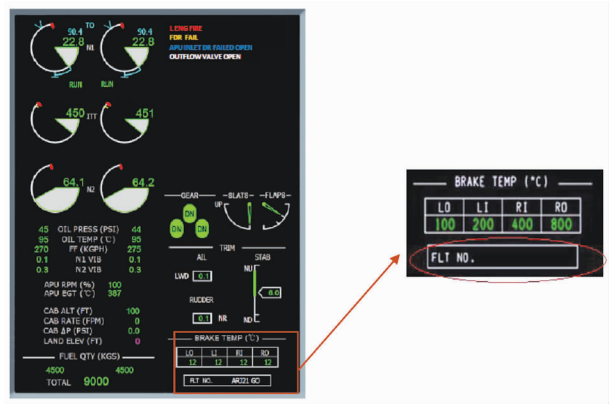 90.4 TO 90.4
22.8 N1 22.8
RUN RUN
L ENG FIRE
FDR FAIL
APU INLET DR FAILED OPEN
OUTFLOW VALVE OPEN
450 ITT 451
64.1 N2 64.2
45 OIL PRESS (PSI) 44
95 OIL TEMP (℃) 95
270 FF (KGPH) 275
0.1 N1 VIB 0.1
0.3 N2 VIB 0.3
APU RPM (%) 100
APU EGT (℃) 387
CAB ALT (FT) 100
CAB RATE (FPM) 0
CAB ΔP (PSI) 0.0
LAND ELEV (FT) 0
FUEL QTY (KGS)
4500 4500
TOTAL 9000
GEAR SLATS FLAPS
UP
DN
DN DN
TRIM
AIL STAB
LWD 0.1 NU
6.0
RUDDER
0.1 NR ND
BRAKE TEMP (℃)
LO LI RI RO
12 12 12 12
FLT NO. ARJ21 GO
BRAKE TEMP (°C)
LO LI RI RO
100 200 400 800
FLT NO.